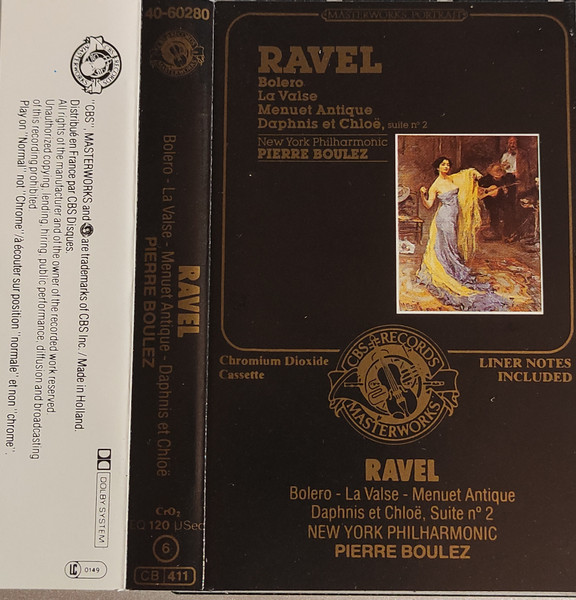 "CBS", MASTERWORKS and are trademarks of CBS Inc. / Made in Holland
Distribué en France par CBS Disques
All rights of the manufacturer and of the owner of the recorded work reserved
Unauthorized copying, lending, hiring, public performance, diffusion and broadcasting
of this recording prohibited
Play on "Normal" not "Chrome"/à écouter sur position "normale" et non "chrome".
DOLBY SYSTEM
LC 0149
40-60280
RAVEL
Bolero - La Valse - Menuet Antique - Daphnis et Chloë
PIERRE BOULEZ
CrO₂
EQ 120 µSec
6
CB 411
MASTERWORKS PORTRAIT
RAVEL
Bolero
La Valse
Menuet Antique
Daphnis et Chloë, suite n° 2
New York Philharmonic
PIERRE BOULEZ
Chromium Dioxide
Cassette
CBS RECORDS
MASTERWORKS
LINER NOTES
INCLUDED
RAVEL
Bolero - La Valse - Menuet Antique
Daphnis et Chloë, Suite n° 2
NEW YORK PHILHARMONIC
PIERRE BOULEZ